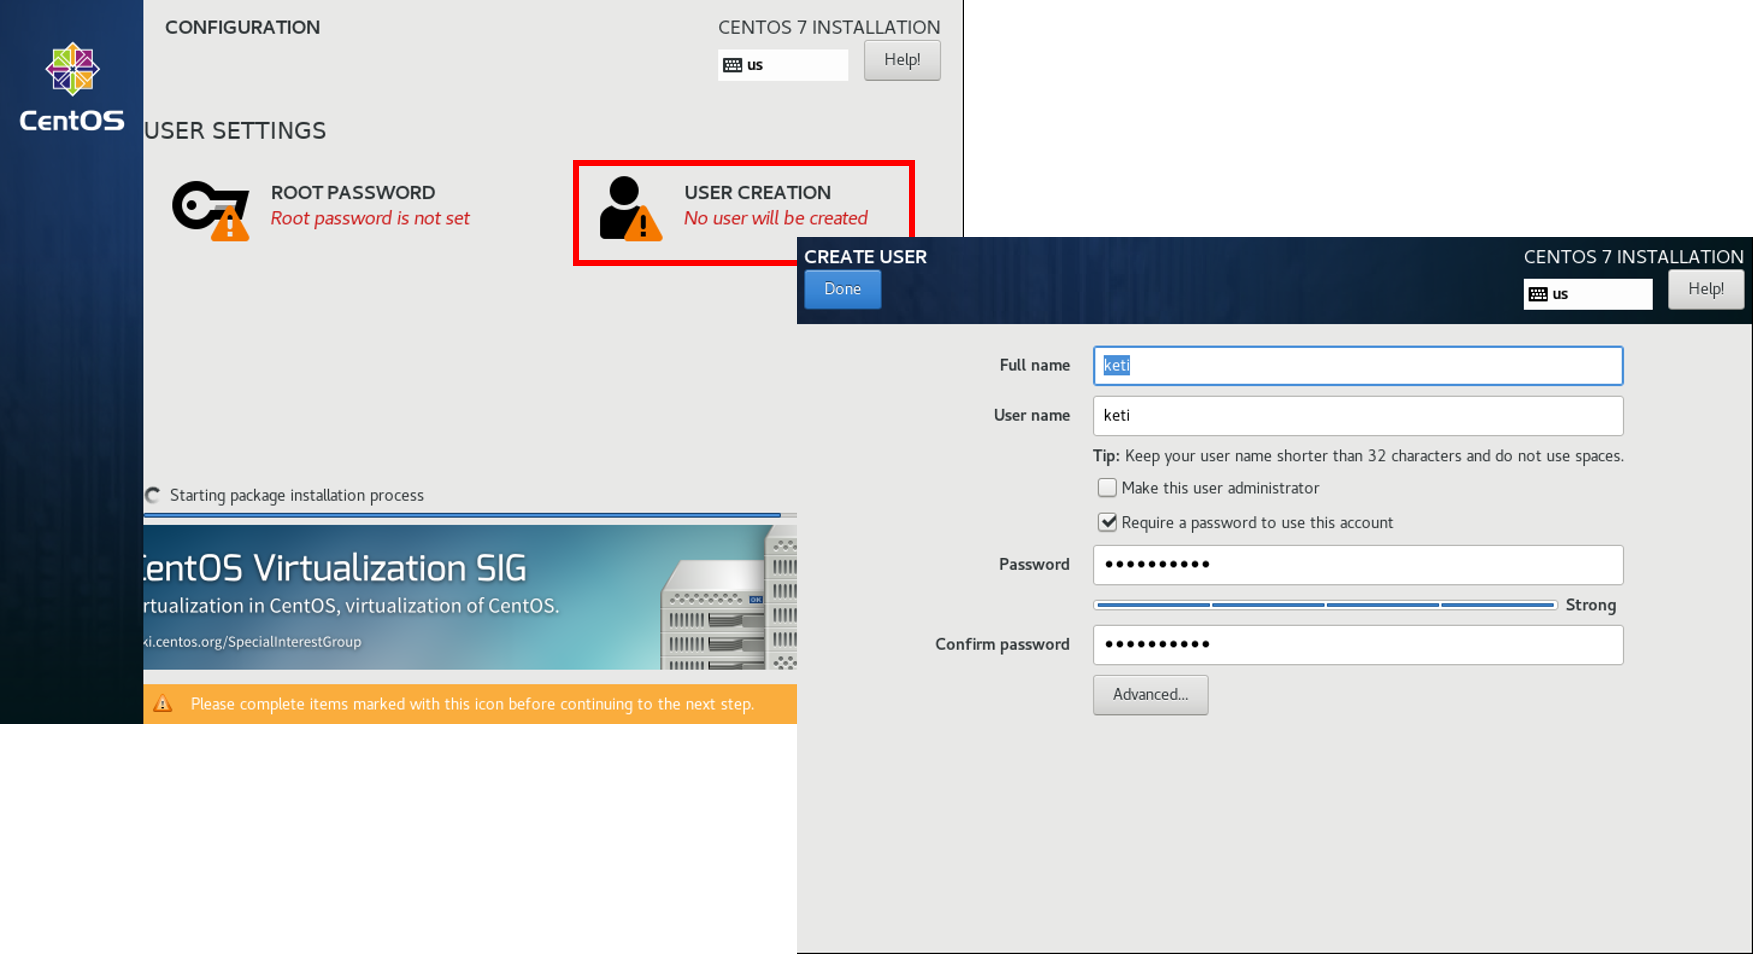 CONFIGURATION
CENTOS 7 INSTALLATION
us
Help!
CentOS
USER SETTINGS
ROOT PASSWORD
Root password is not set
USER CREATION
No user will be created
Starting package installation process
CentOS Virtualization SIG
rtualization in CentOS, virtualization of CentOS.
ki.centos.org/SpecialInterestGroup
Please complete items marked with this icon before continuing to the next step.
CREATE USER
CENTOS 7 INSTALLATION
Done
us
Help!
Full name
keti
User name
keti
Tip: Keep your user name shorter than 32 characters and do not use spaces.
Make this user administrator
Require a password to use this account
Password
••••••••••
Strong
Confirm password
••••••••••
Advanced...